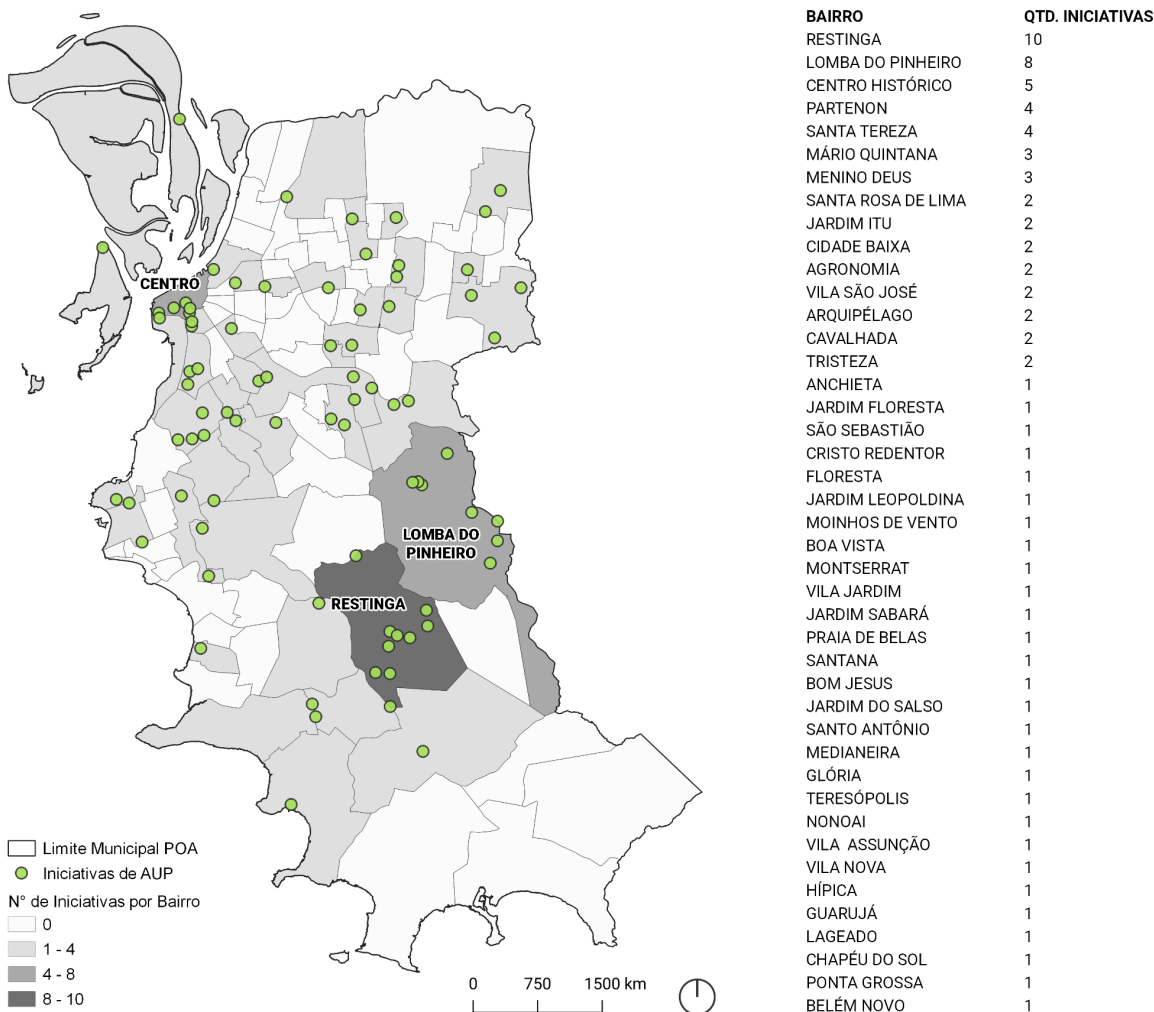 CENTRO
LOMBA DO
PINHEIRO
RESTINGA
Limite Municipal POA
Iniciativas de AUP
N° de Iniciativas por Bairro
0
1 - 4
4 - 8
8 - 10
0 750 1500 km
BAIRRO QTD. INICIATIVAS
RESTINGA 10
LOMBA DO PINHEIRO 8
CENTRO HISTÓRICO 5
PARTENON 4
SANTA TEREZA 4
MÁRIO QUINTANA 3
MENINO DEUS 3
SANTA ROSA DE LIMA 2
JARDIM ITU 2
CIDADE BAIXA 2
AGRONOMIA 2
VILA SÃO JOSÉ 2
ARQUIPÉLAGO 2
CAVALHADA 2
TRISTEZA 2
ANCHIETA 1
JARDIM FLORESTA 1
SÃO SEBASTIÃO 1
CRISTO REDENTOR 1
FLORESTA 1
JARDIM LEOPOLDINA 1
MOINHOS DE VENTO 1
BOA VISTA 1
MONTSERRAT 1
VILA JARDIM 1
JARDIM SABARÁ 1
PRAIA DE BELAS 1
SANTANA 1
BOM JESUS 1
JARDIM DO SALSO 1
SANTO ANTÔNIO 1
MEDIANEIRA 1
GLÓRIA 1
TERESÓPOLIS 1
NONOAI 1
VILA ASSUNÇÃO 1
VILA NOVA 1
HÍPICA 1
GUARUJÁ 1
LAGEADO 1
CHAPÉU DO SOL 1
PONTA GROSSA 1
BELÉM NOVO 1